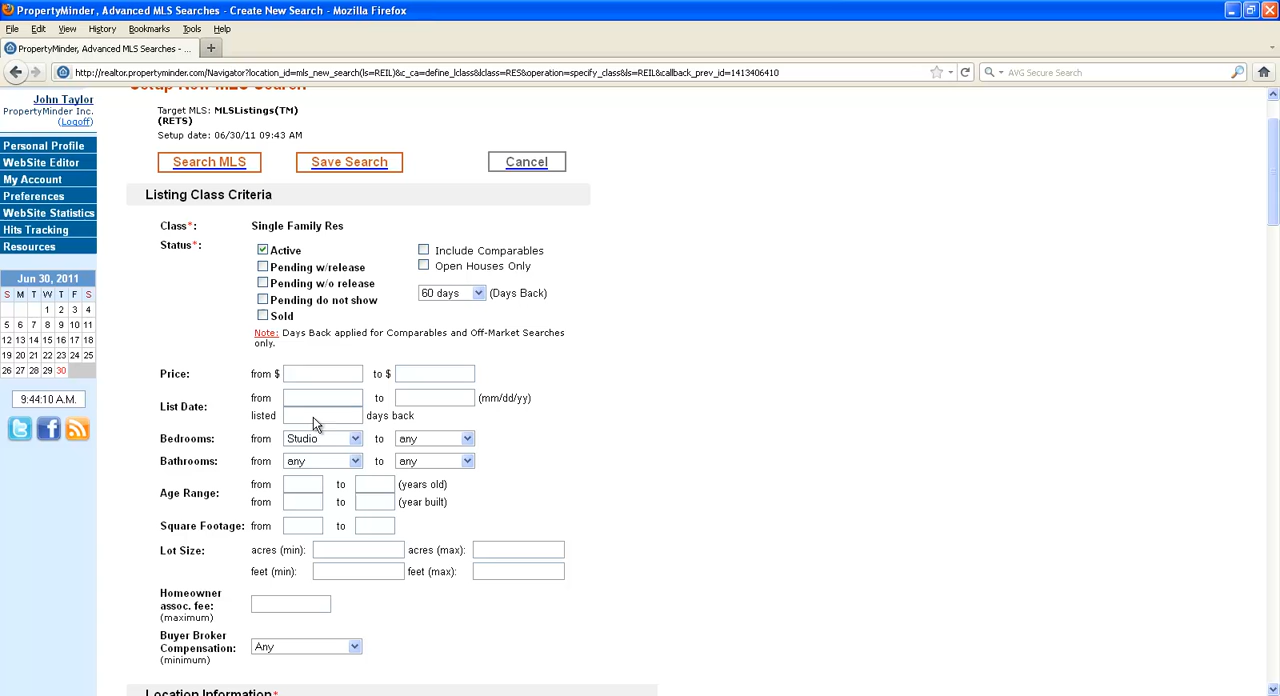 PropertyMinder, Advanced MLS Searches - Create New Search - Mozilla Firefox
File Edit View History Bookmarks Tools Help
PropertyMinder, Advanced MLS Searches - ... +
http://realtor.propertyminder.com/Navigator?location_id=mls_new_search(ls=REIL)&c_ca=define_lclass&lclass=RES&operation=specify_class&ls=REIL&callback_prev_id=1413406410
AVG Secure Search
Setup New MLS Search
John Taylor
PropertyMinder Inc.
(Logoff)
Personal Profile
WebSite Editor
My Account
Preferences
WebSite Statistics
Hits Tracking
Resources
Jun 30, 2011
S M T W T F S
1 2 3 4
5 6 7 8 9 10 11
12 13 14 15 16 17 18
19 20 21 22 23 24 25
26 27 28 29 30
9:44:10 A.M.
Target MLS: MLSListings(TM)
(RETS)
Setup date: 06/30/11 09:43 AM
Search MLS Save Search Cancel
Listing Class Criteria
Class*: Single Family Res
Status*:
Active
Pending w/release
Pending w/o release
Pending do not show
Sold
Include Comparables
Open Houses Only
60 days (Days Back)
Note: Days Back applied for Comparables and Off-Market Searches
only.
Price: from $ to $
List Date: from to (mm/dd/yy)
listed days back
Bedrooms: from Studio to any
Bathrooms: from any to any
Age Range: from to (years old)
from to (year built)
Square Footage: from to
Lot Size: acres (min): acres (max):
feet (min): feet (max):
Homeowner
assoc. fee:
(maximum)
Buyer Broker
Compensation: Any
(minimum)
Location Information*